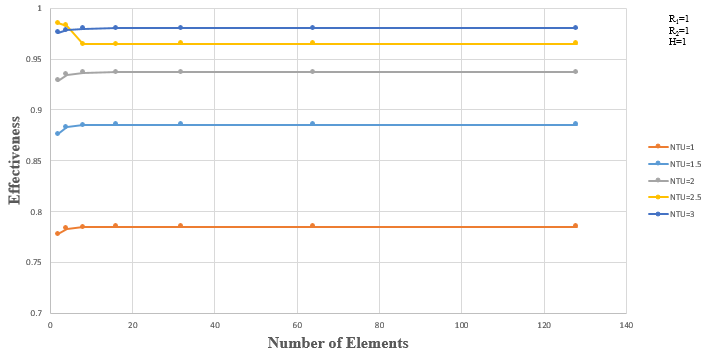 1
0.95
0.9
0.85
0.8
0.75
0.7
0 20 40 60 80 100 120 140
Effectiveness
Number of Elements
R₁=1
R₂=1
H=1
NTU=1
NTU=1.5
NTU=2
NTU=2.5
NTU=3